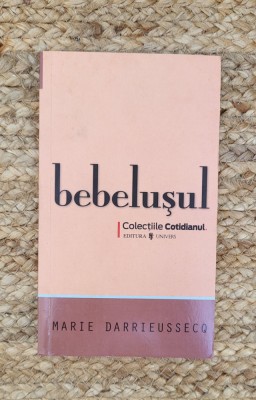 bebelușul
Colecțiile Cotidianul.
EDITURA UNIVERS
MARIE DARRIEUSSECQ